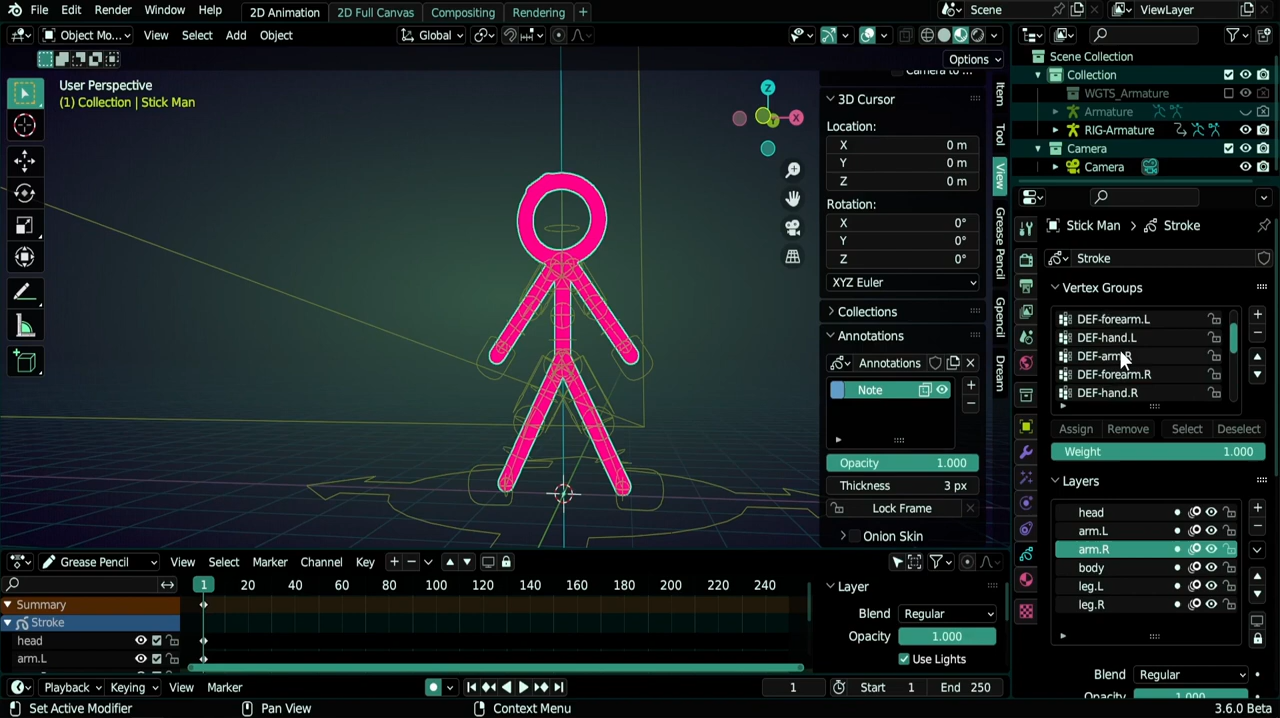 File Edit Render Window Help 2D Animation 2D Full Canvas Compositing Rendering + Scene ViewLayer
Object Mo... View Select Add Object Global
Options
User Perspective
(1) Collection | Stick Man
Z
X
Y
3D Cursor
Location:
X 0 m
Y 0 m
Z 0 m
Rotation:
X 0°
Y 0°
Z 0°
XYZ Euler
Collections
Annotations
Annotations
Note
Opacity 1.000
Thickness 3 px
Lock Frame
Onion Skin
Item
Tool
View
Grease Pencil
Gpencil
Dream
Scene Collection
Collection
WGTS_Armature
Armature
RIG-Armature
Camera
Camera
Stick Man > Stroke
Stroke
Vertex Groups
DEF-forearm.L
DEF-hand.L
DEF-arm.R
DEF-forearm.R
DEF-hand.R
Assign Remove Select Deselect
Weight 1.000
Layers
head
arm.L
arm.R
body
leg.L
leg.R
Blend Regular
Grease Pencil View Select Marker Channel Key
1 20 40 60 80 100 120 140 160 180 200 220 240
Summary
Stroke
head
arm.L
Layer
Blend Regular
Opacity 1.000
Use Lights
Playback Keying View Marker 1 Start 1 End 250
Set Active Modifier Pan View Context Menu 3.6.0 Beta